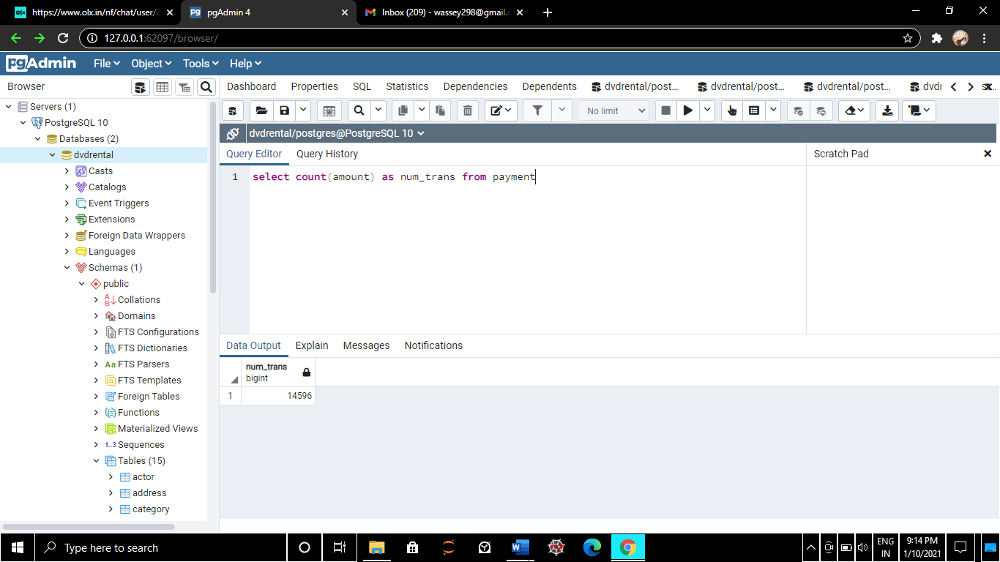 https://www.olx.in/nf/chat/user/2
pgAdmin 4
Inbox (209) - wassey298@gmail.c
127.0.0.1:62097/browser/
pgAdmin File Object Tools Help
Browser
Dashboard Properties SQL Statistics Dependencies Dependents dvdrental/post... dvdrental/post... dvdrental/post... dvdr s...
Servers (1)
PostgreSQL 10
Databases (2)
dvdrental
Casts
Catalogs
Event Triggers
Extensions
Foreign Data Wrappers
Languages
Schemas (1)
public
Collations
Domains
FTS Configurations
FTS Dictionaries
Aa FTS Parsers
FTS Templates
Foreign Tables
Functions
Materialized Views
1..3 Sequences
Tables (15)
actor
address
category
No limit
dvdrental/postgres@PostgreSQL 10
Query Editor Query History
Scratch Pad
1 select count(amount) as num_trans from payment
Data Output Explain Messages Notifications
num_trans
bigint
1 14596
Type here to search
ENG
IN
9:14 PM
1/10/2021